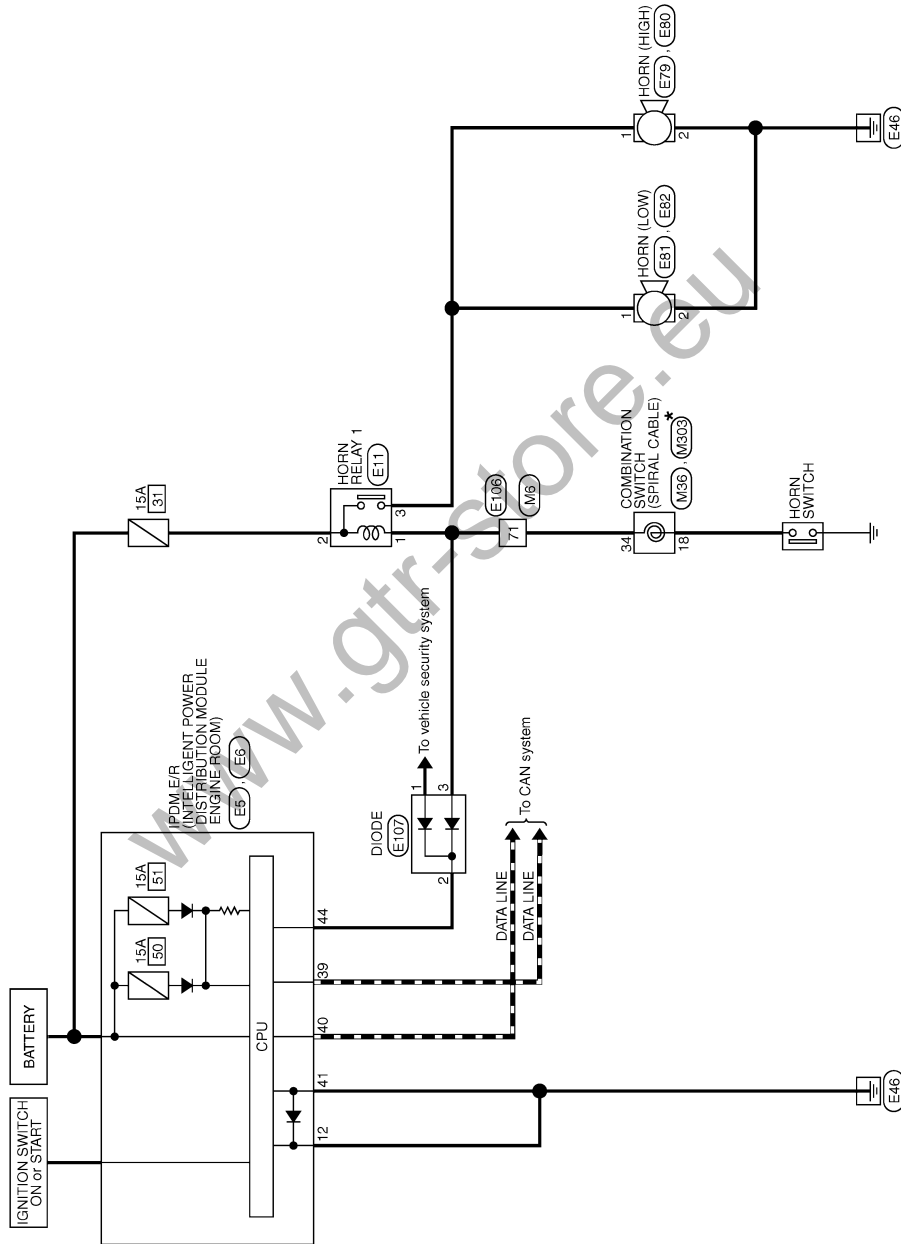 IGNITION SWITCH
ON or START
BATTERY
IPDM E/R
(INTELLIGENT POWER
DISTRIBUTION MODULE
ENGINE ROOM)
E5 , E6
15A
50
15A
51
CPU
12
41
40
39
44
E46
15A
31
HORN
RELAY 1
E11
2
1
3
DIODE
E107
2
1
3
To vehicle security system
DATA LINE
DATA LINE
To CAN system
E106
71
M6
COMBINATION
SWITCH
(SPIRAL CABLE)
M36 , M303 *
34
18
HORN
SWITCH
HORN (LOW)
E81 , E82
1
2
HORN (HIGH)
E79 , E80
1
2
E46
www.gtr-store.eu